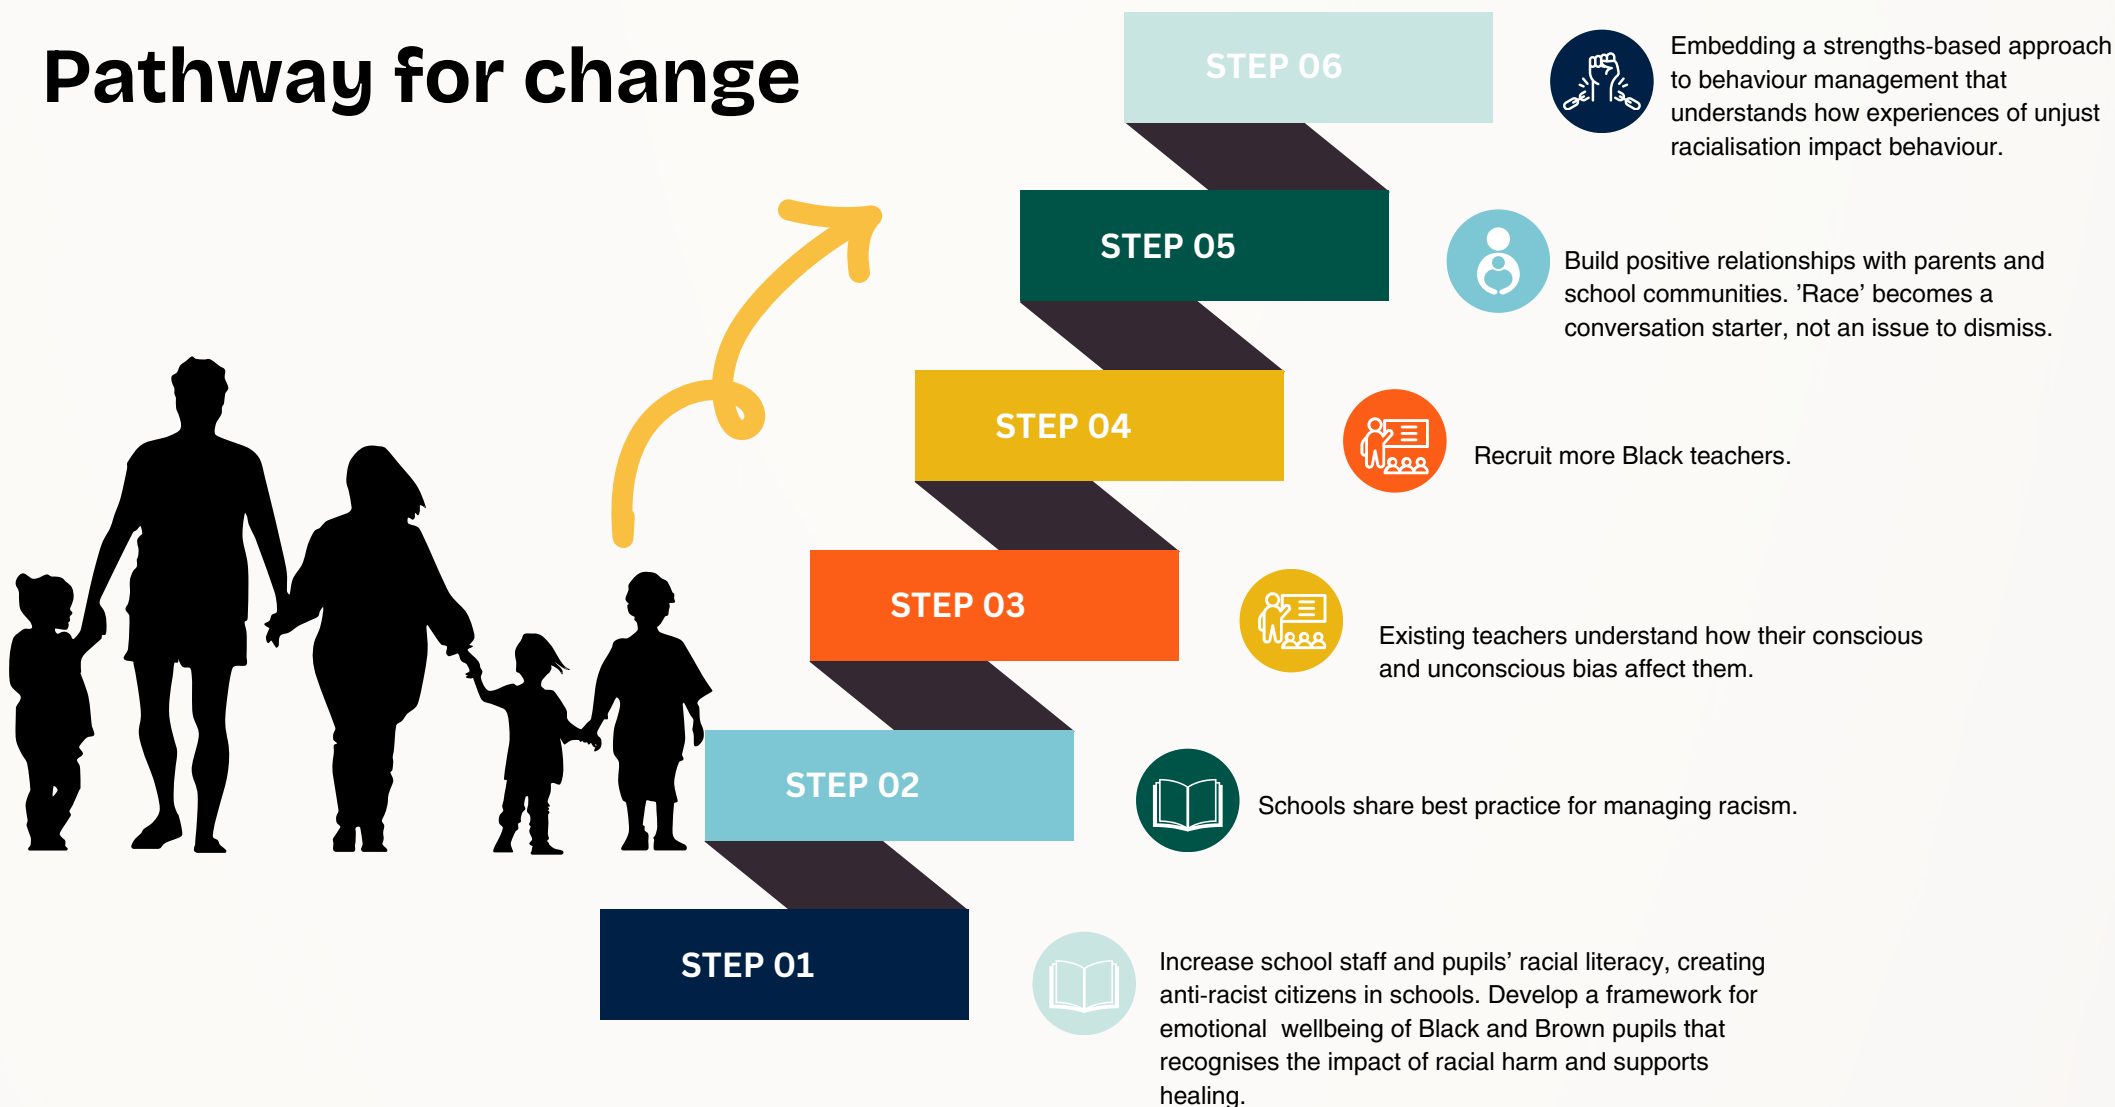 Pathway for change
STEP 06
Embedding a strengths-based approach
to behaviour management that
understands how experiences of unjust
racialisation impact behaviour.
STEP 05
Build positive relationships with parents and
school communities. ’Race’ becomes a
conversation starter, not an issue to dismiss.
STEP 04
Recruit more Black teachers.
STEP 03
Existing teachers understand how their conscious
and unconscious bias affect them.
STEP 02
Schools share best practice for managing racism.
STEP 01
Increase school staff and pupils’ racial literacy, creating
anti-racist citizens in schools. Develop a framework for
emotional  wellbeing of Black and Brown pupils that
recognises the impact of racial harm and supports
healing.